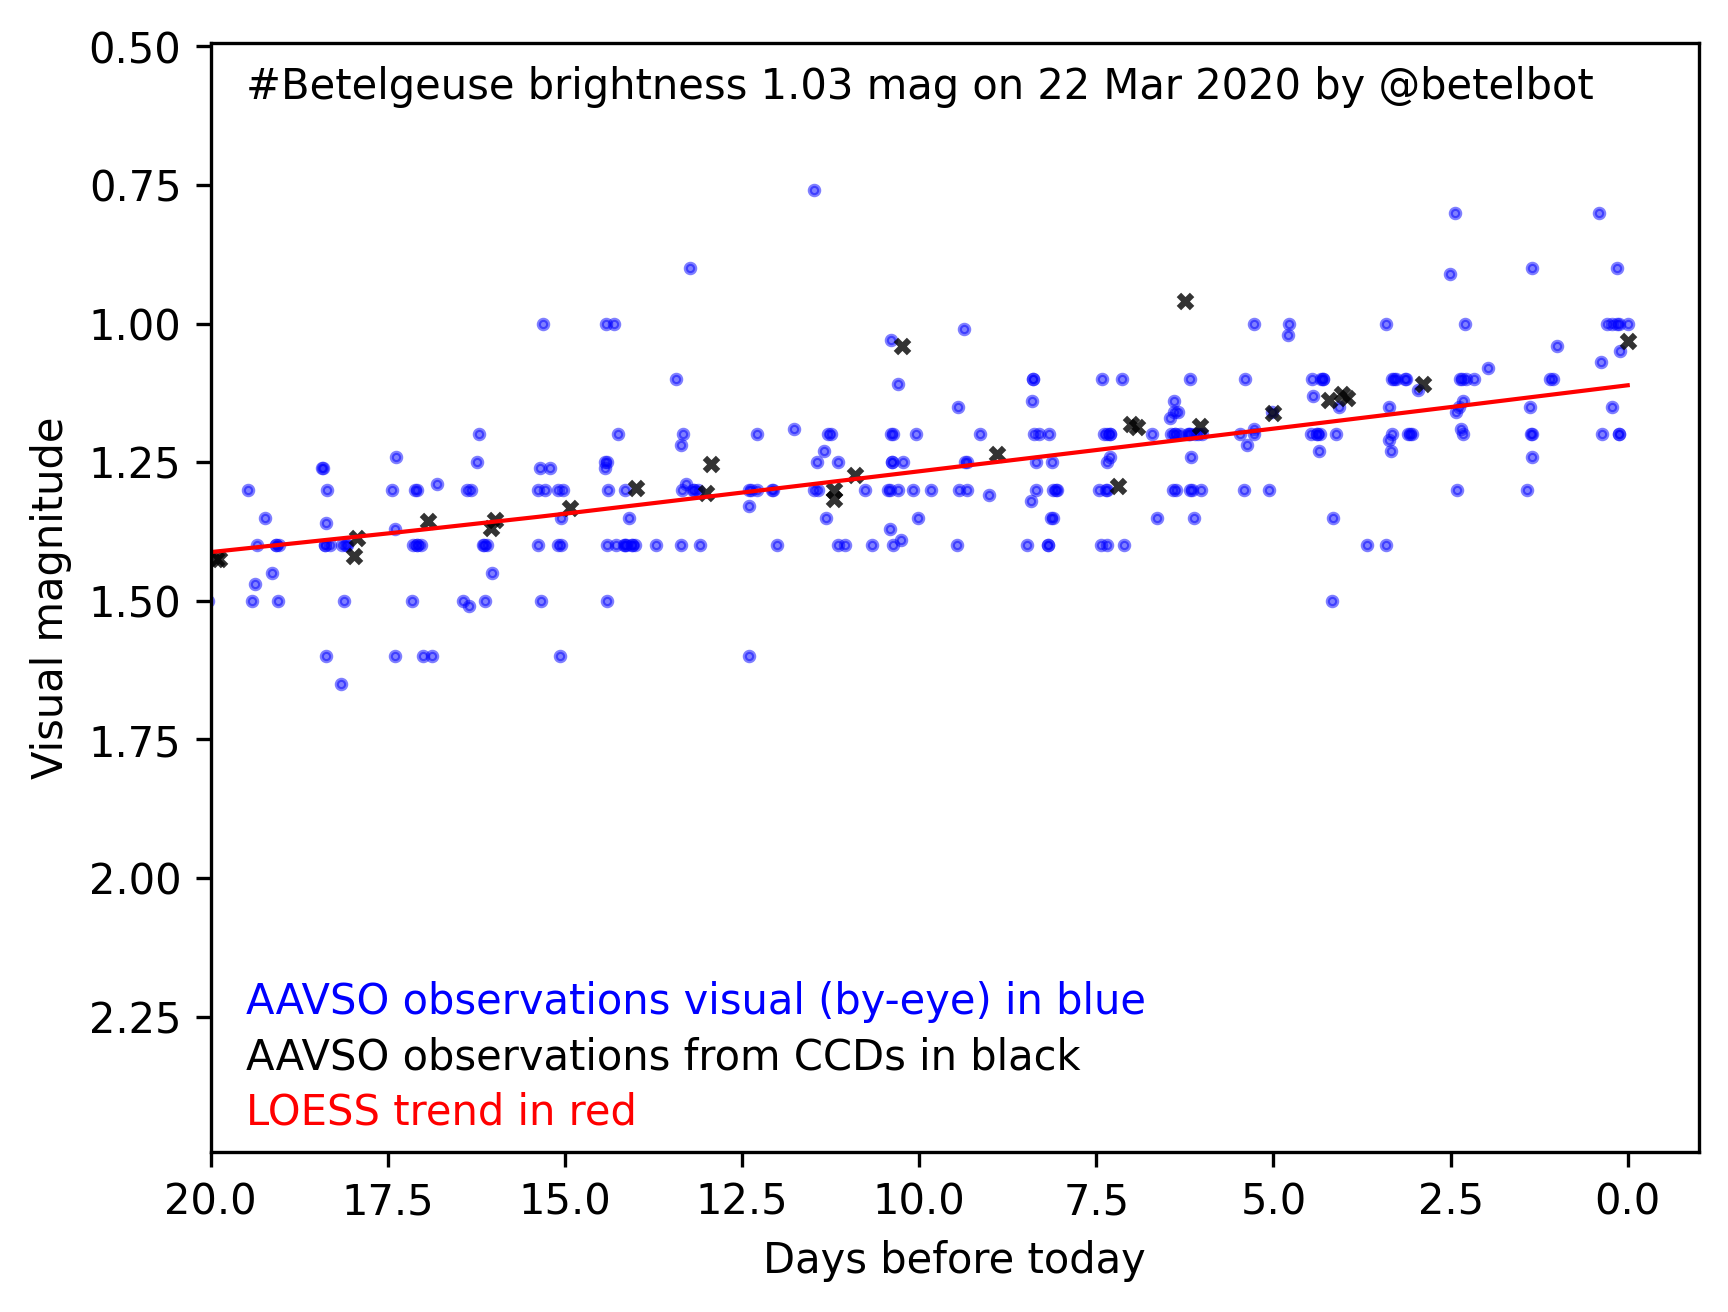 #Betelgeuse brightness 1.03 mag on 22 Mar 2020 by @betelbot
0.50
0.75
1.00
1.25
1.50
1.75
2.00
2.25
Visual magnitude
AAVSO observations visual (by-eye) in blue
AAVSO observations from CCDs in black
LOESS trend in red
20.0 17.5 15.0 12.5 10.0 7.5 5.0 2.5 0.0
Days before today